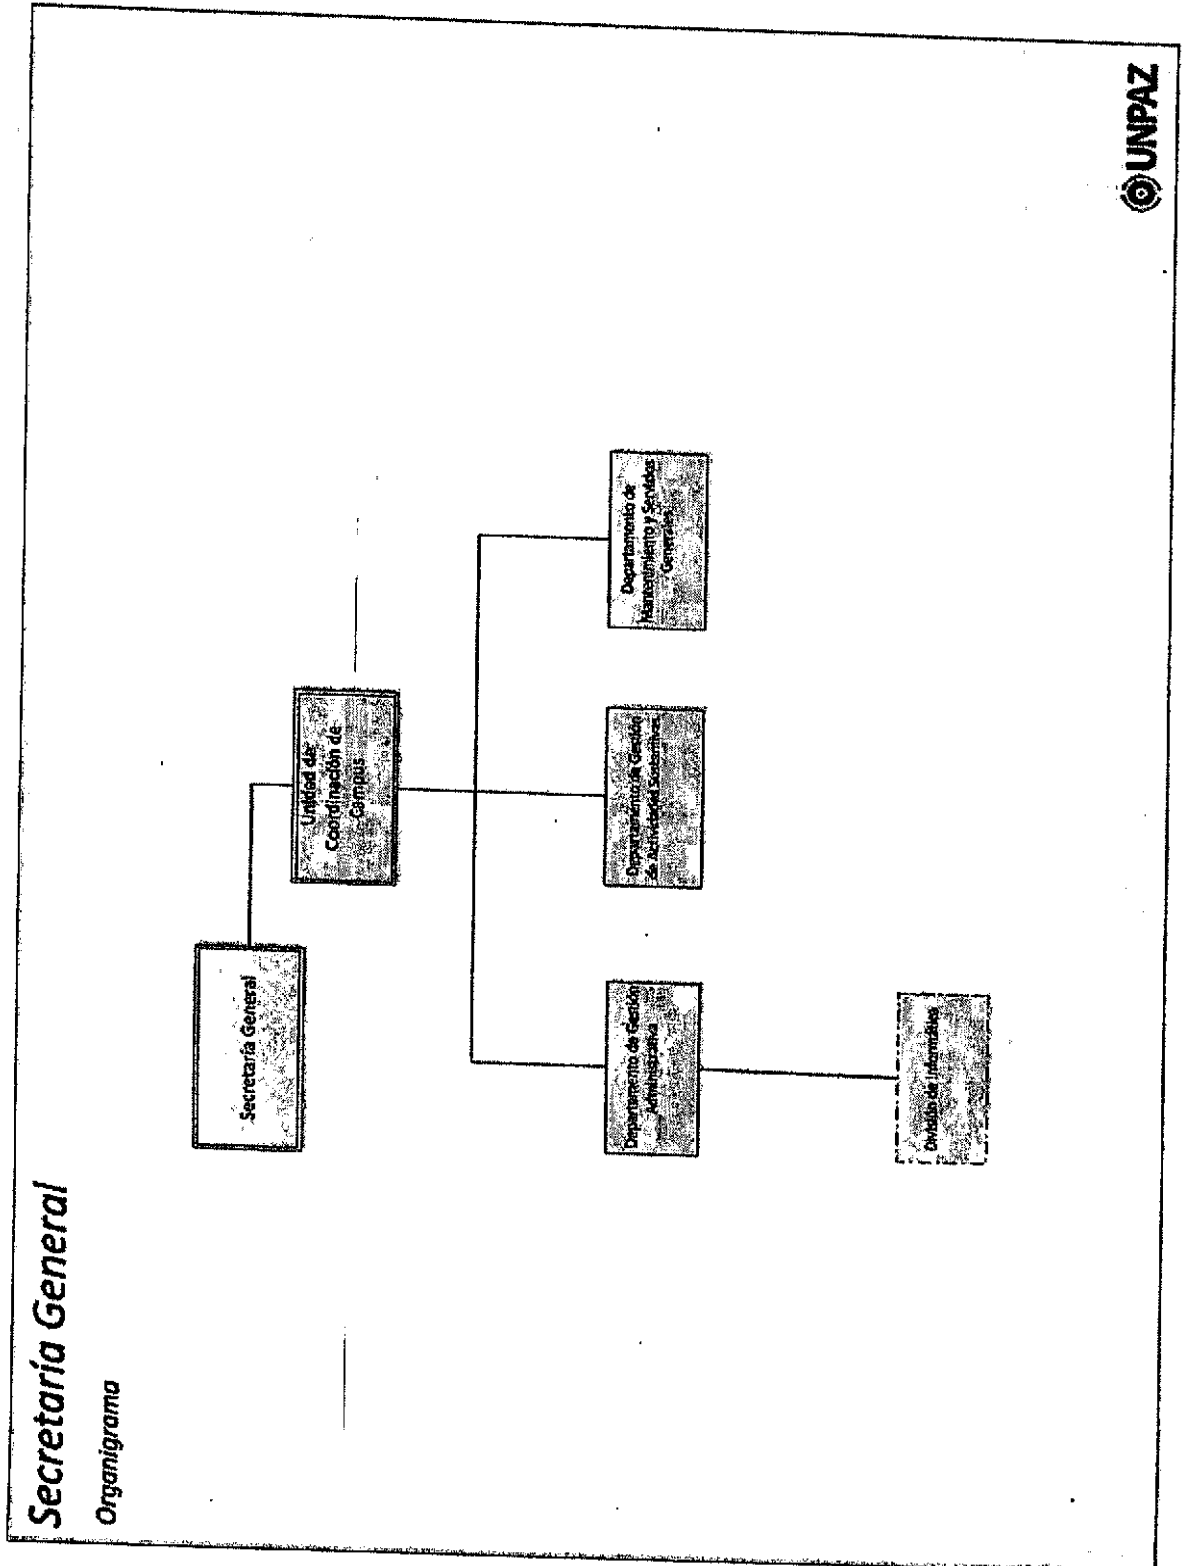 Secretaría General
Organigrama
Secretaría General
Unidad de
Coordinación de
Campus
Departamento de Gestión
Administrativa
Departamento de Gestión
de Actividades Sustantivas
Departamento de
Mantenimiento y Servicios
Generales
División de Informática
UNPAZ